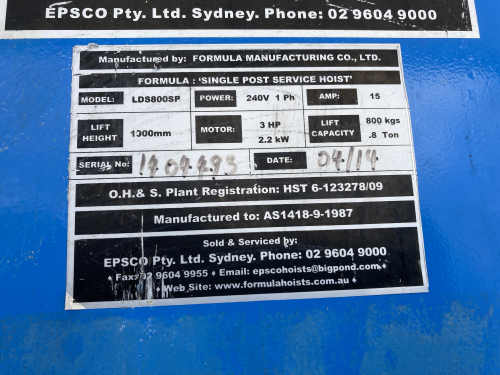 EPSCO Pty. Ltd. Sydney. Phone: 02 9604 9000
Manufactured by: FORMULA MANUFACTURING CO., LTD.
FORMULA : 'SINGLE POST SERVICE HOIST'
MODEL: LDS800SP POWER: 240V 1 Ph AMP: 15
LIFT HEIGHT 1000mm MOTOR: 3 HP 2.2 kW LIFT CAPACITY 800 kgs .8 Ton
SERIAL No: DATE: 04/14
O.H.& S. Plant Registration: HST 6-123278/09
Manufactured to: AS1418-9-1987
Sold & Serviced by:
EPSCO Pty. Ltd. Sydney. Phone: 02 9604 9000
♦ Fax: 02 9604 9955 ♦ Email: epscohoists@bigpond.com ♦
♦ Web Site: www.formulahoists.com.au ♦